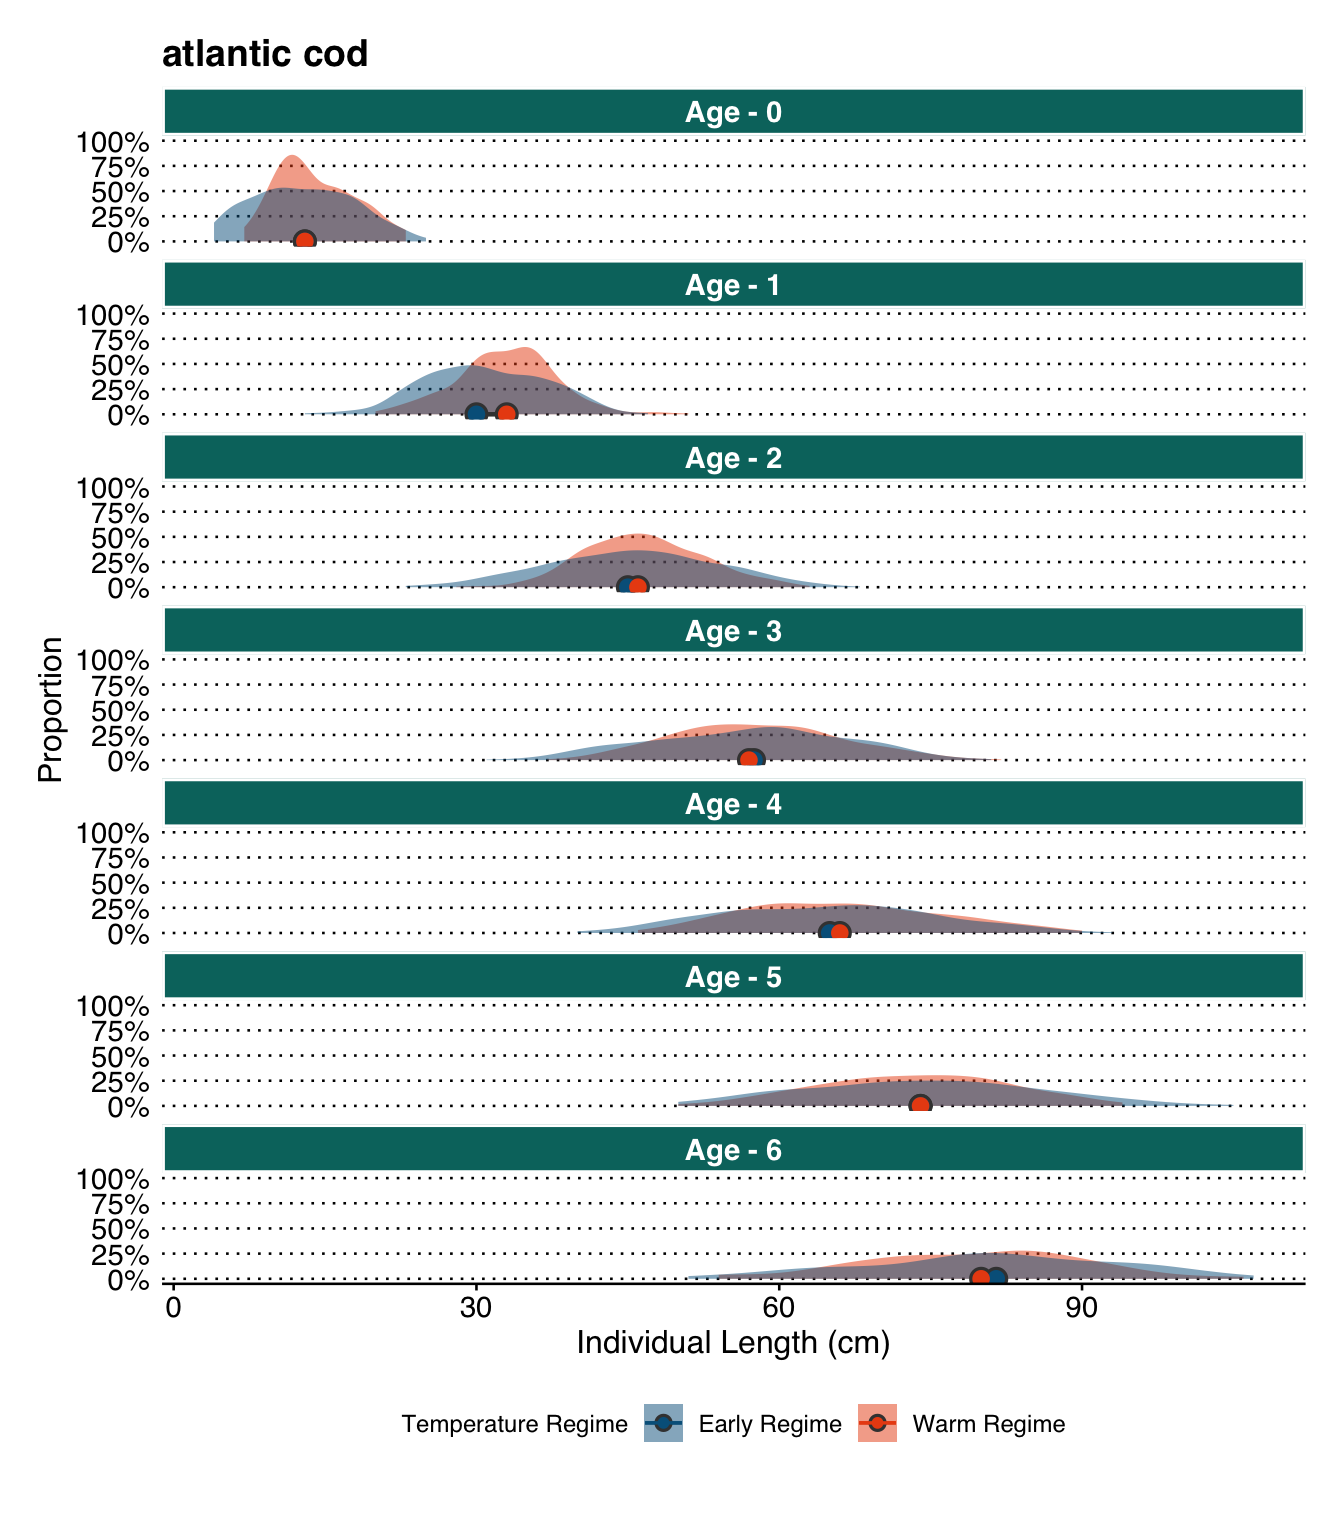 atlantic cod
Age - 0
100%
75%
50%
25%
0%
Age - 1
100%
75%
50%
25%
0%
Age - 2
100%
75%
50%
25%
0%
Age - 3
100%
75%
50%
25%
0%
Age - 4
100%
75%
50%
25%
0%
Age - 5
100%
75%
50%
25%
0%
Age - 6
100%
75%
50%
25%
0%
Proportion
0 30 60 90
Individual Length (cm)
Temperature Regime Early Regime Warm Regime